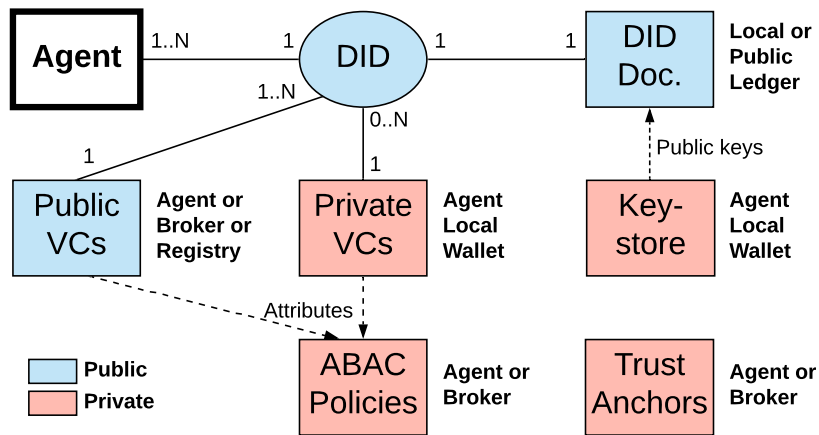 Agent
1..N
1
DID
1
1
DID
Doc.
Local or
Public
Ledger
1..N
0..N
1
1
Public keys
Public
VCs
Agent or
Broker or
Registry
Private
VCs
Agent
Local
Wallet
Key-
store
Agent
Local
Wallet
Attributes
Public
Private
ABAC
Policies
Agent or
Broker
Trust
Anchors
Agent or
Broker